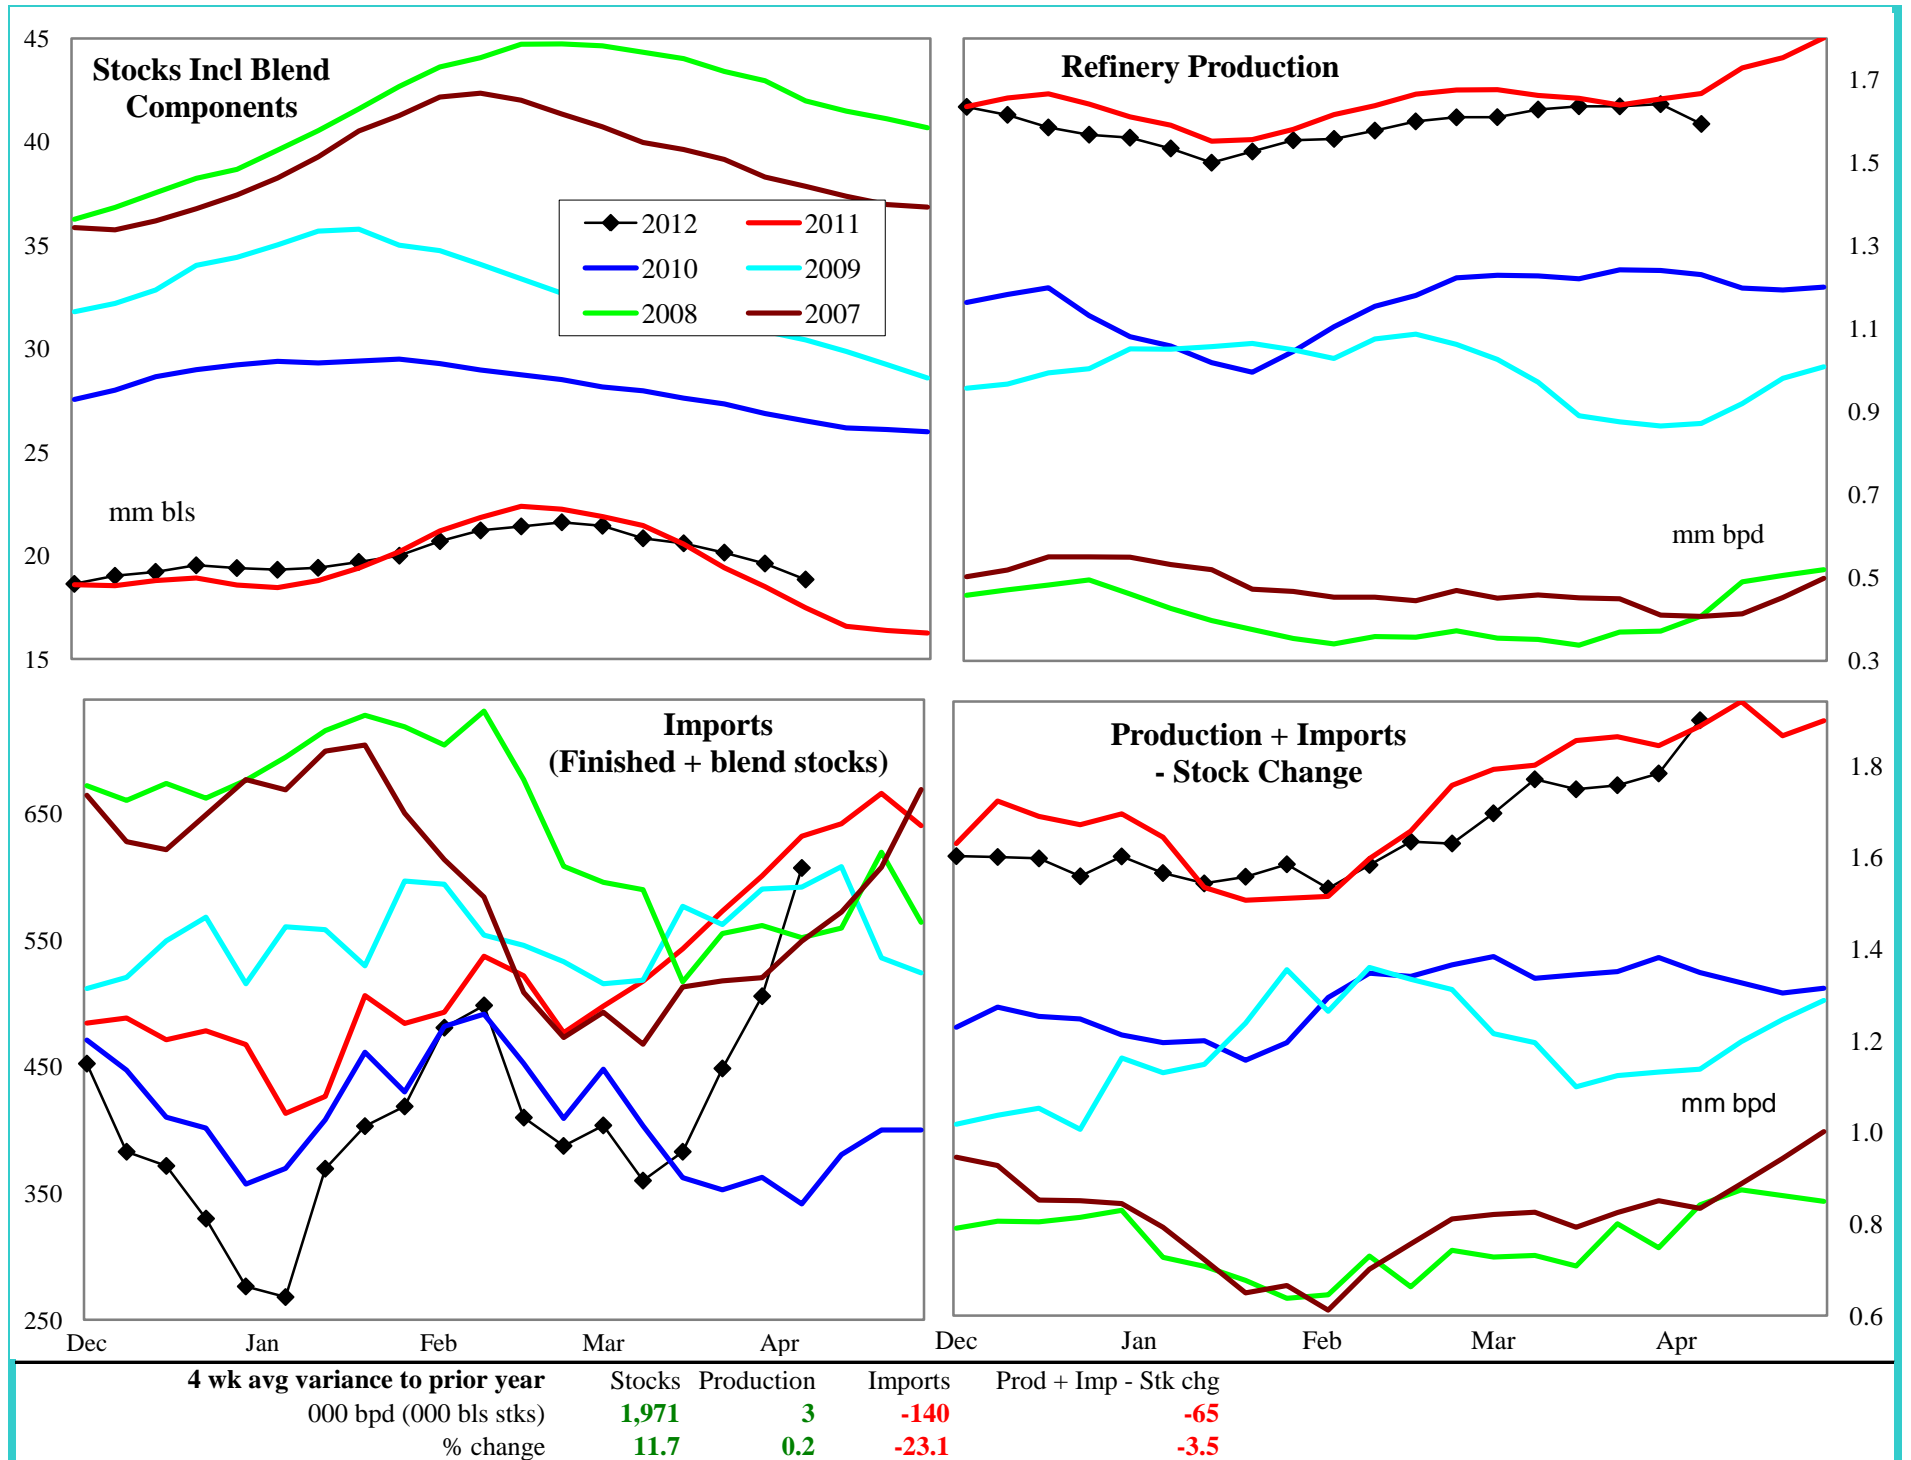 Stocks Incl Blend
Components
45
40
35
30
25
20
15
mm bls
2012
2011
2010
2009
2008
2007
Refinery Production
1.7
1.5
1.3
1.1
0.9
0.7
0.5
0.3
mm bpd
Imports
(Finished + blend stocks)
650
550
450
350
250
Dec Jan Feb Mar Apr
Production + Imports
- Stock Change
1.8
1.6
1.4
1.2
1.0
0.8
0.6
mm bpd
Dec Jan Feb Mar Apr
4 wk avg variance to prior year Stocks Production Imports Prod + Imp - Stk chg
000 bpd (000 bls stks) 1,971 3 -140 -65
% change 11.7 0.2 -23.1 -3.5